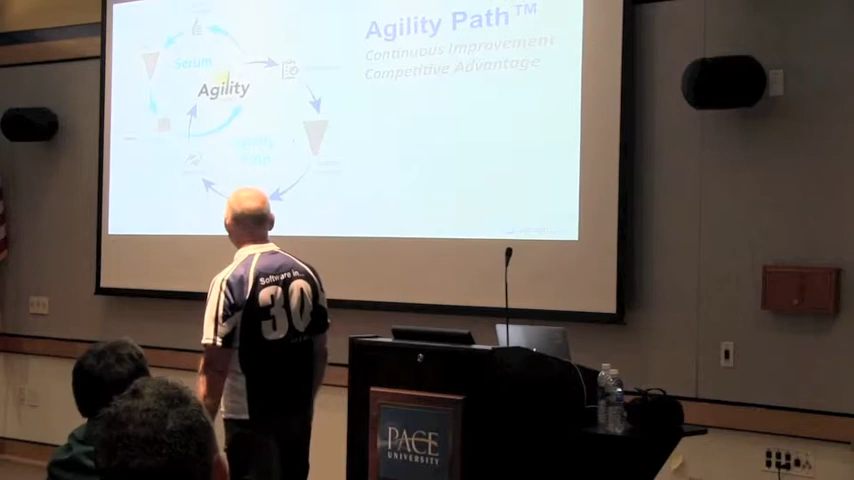 Agility Path™
Continuous Improvement
Competitive Advantage
Scrum
Agility
Software in...
30
PACE
UNIVERSITY